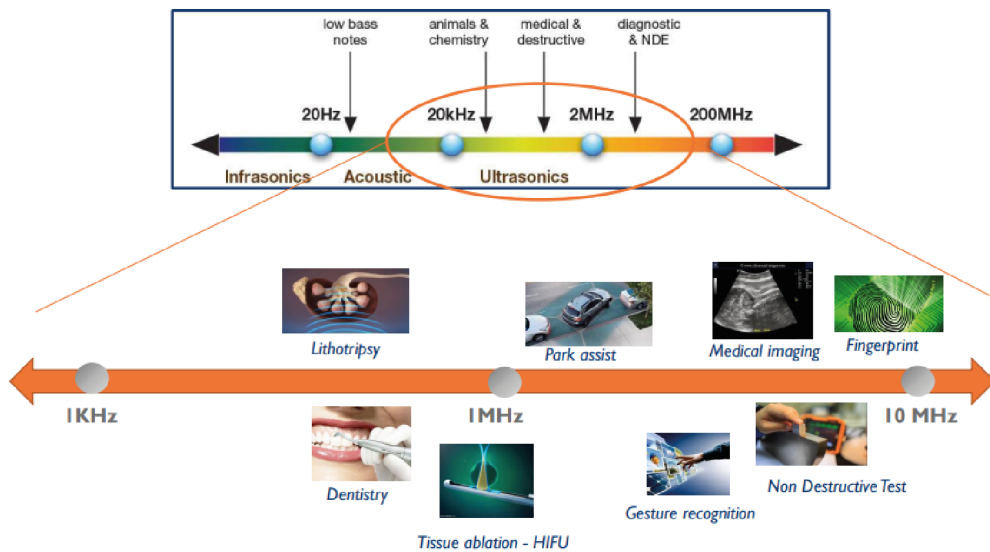 low bass
notes
animals &
chemistry
medical &
destructive
diagnostic
& NDE
20Hz
20kHz
2MHz
200MHz
Infrasonics
Acoustic
Ultrasonics
Lithotripsy
Park assist
Medical imaging
Fingerprint
1KHz
1MHz
10 MHz
Dentistry
Tissue ablation - HIFU
Gesture recognition
Non Destructive Test